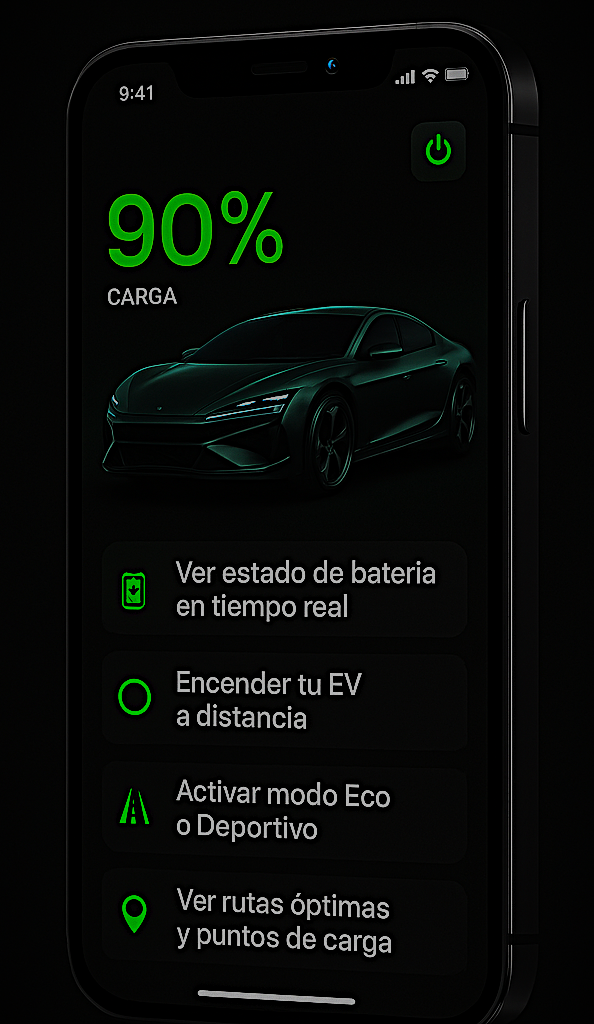 9:41
90%
CARGA
Ver estado de bateria
en tiempo real
Encender tu EV
a distancia
Activar modo Eco
o Deportivo
Ver rutas óptimas
y puntos de carga